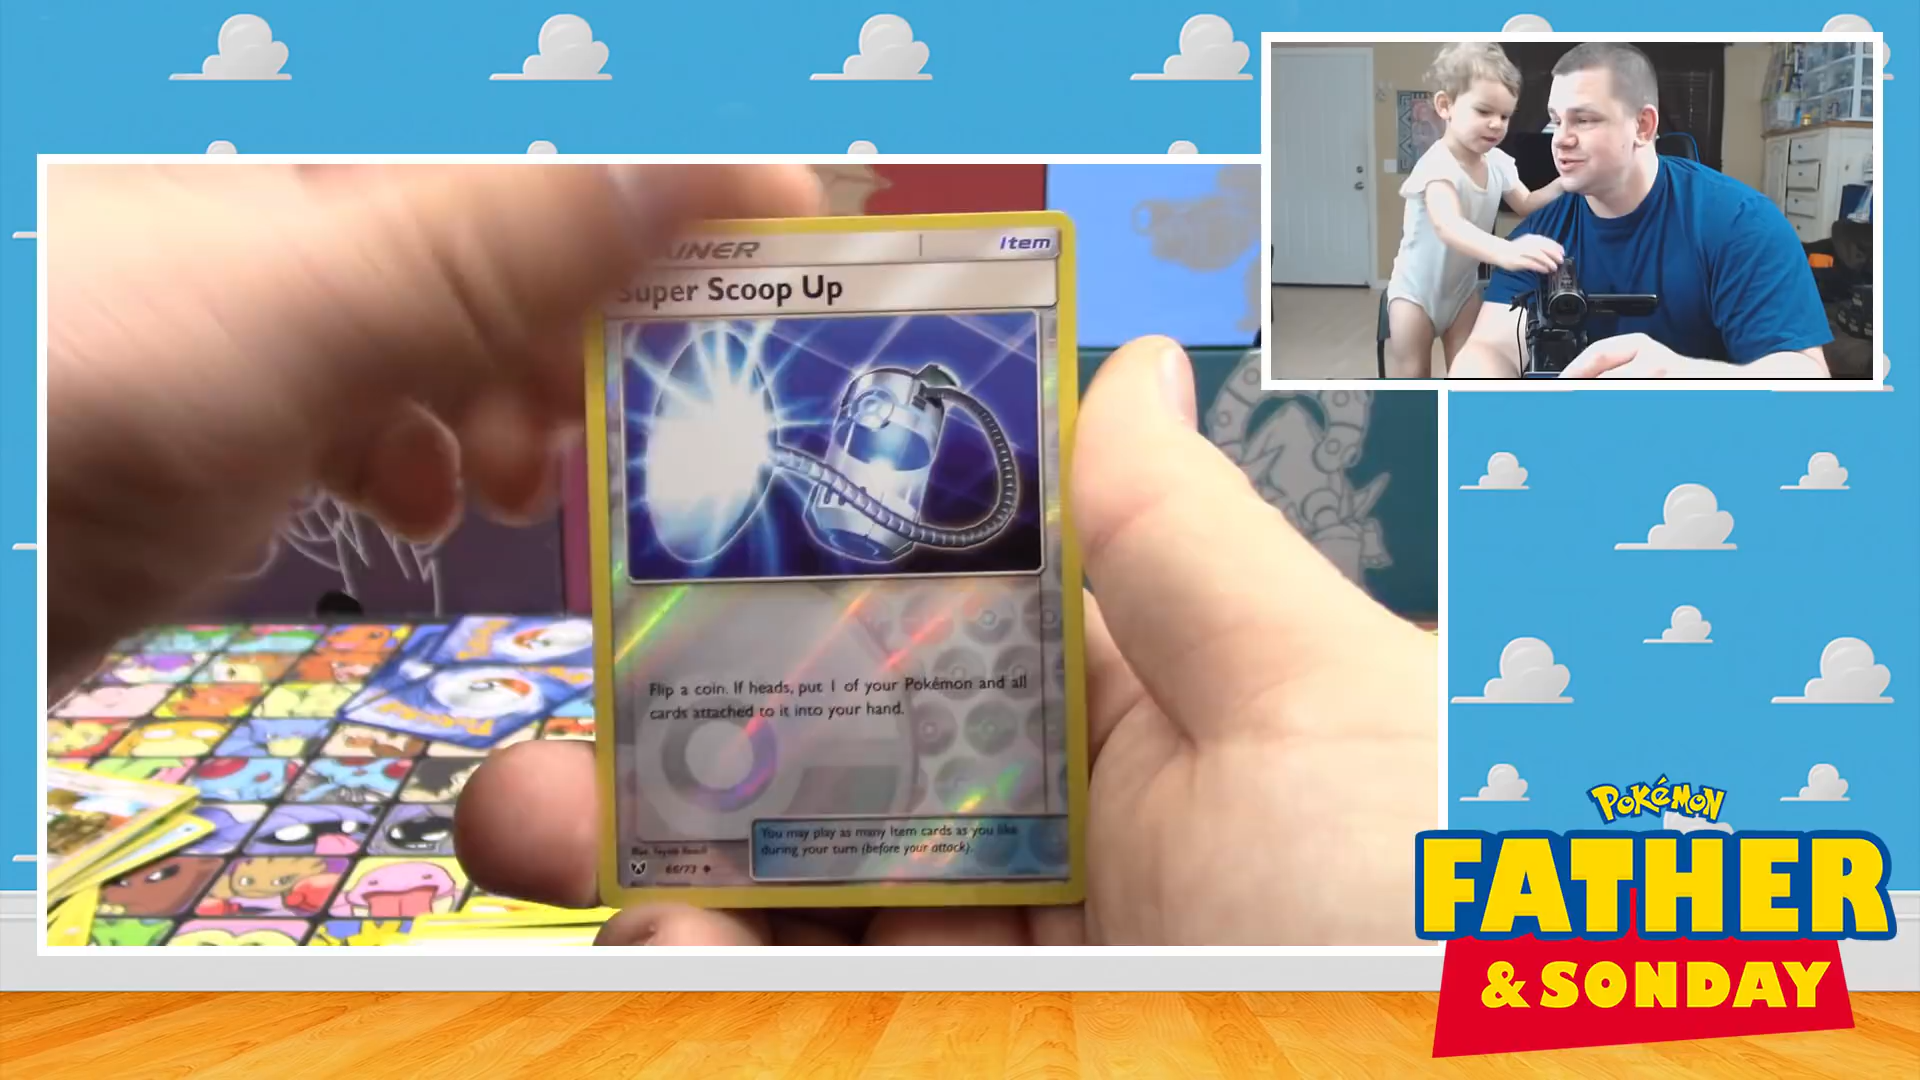 Item
Super Scoop Up
Flip a coin. If heads, put 1 of your Pokémon and all
cards attached to it into your hand.
You may play as many Item cards as you like
during your turn (before your attack).
66/73
POKéMON
FATHER
& SONDAY